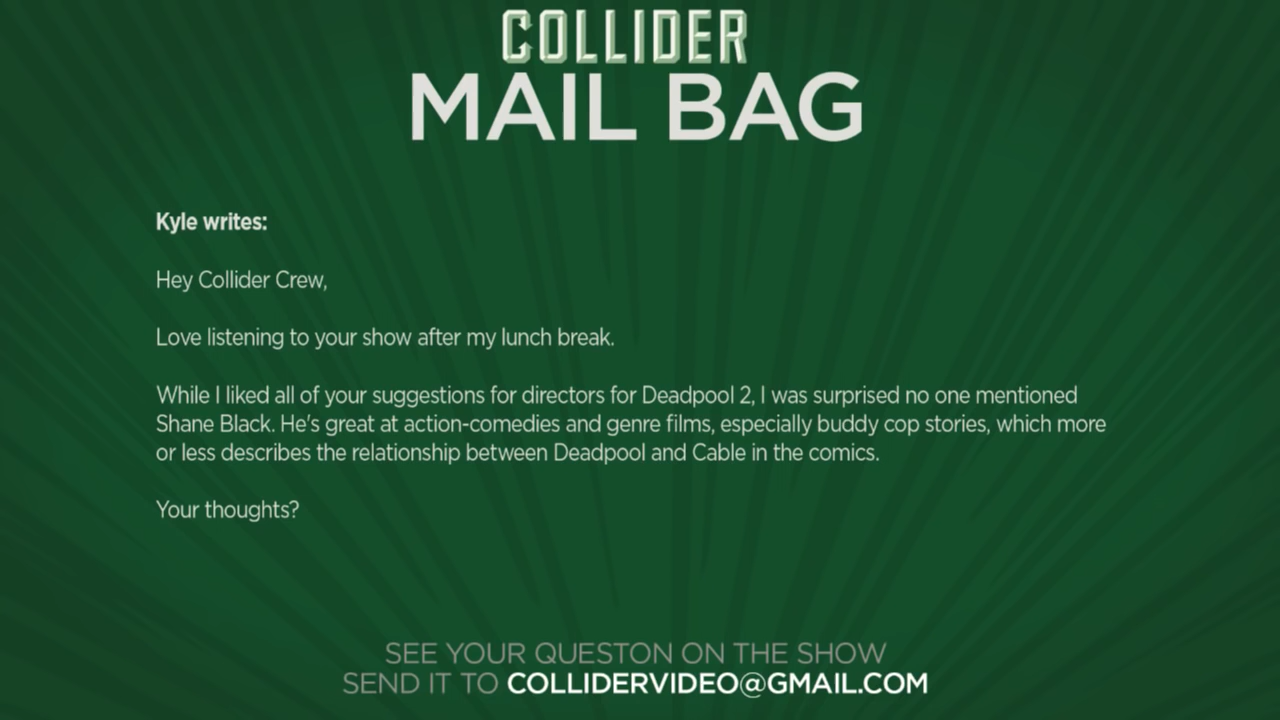 COLLIDER
MAIL BAG
Kyle writes:
Hey Collider Crew,
Love listening to your show after my lunch break.
While I liked all of your suggestions for directors for Deadpool 2, I was surprised no one mentioned
Shane Black. He's great at action-comedies and genre films, especially buddy cop stories, which more
or less describes the relationship between Deadpool and Cable in the comics.
Your thoughts?
SEE YOUR QUESTON ON THE SHOW
SEND IT TO COLLIDERVIDEO@GMAIL.COM